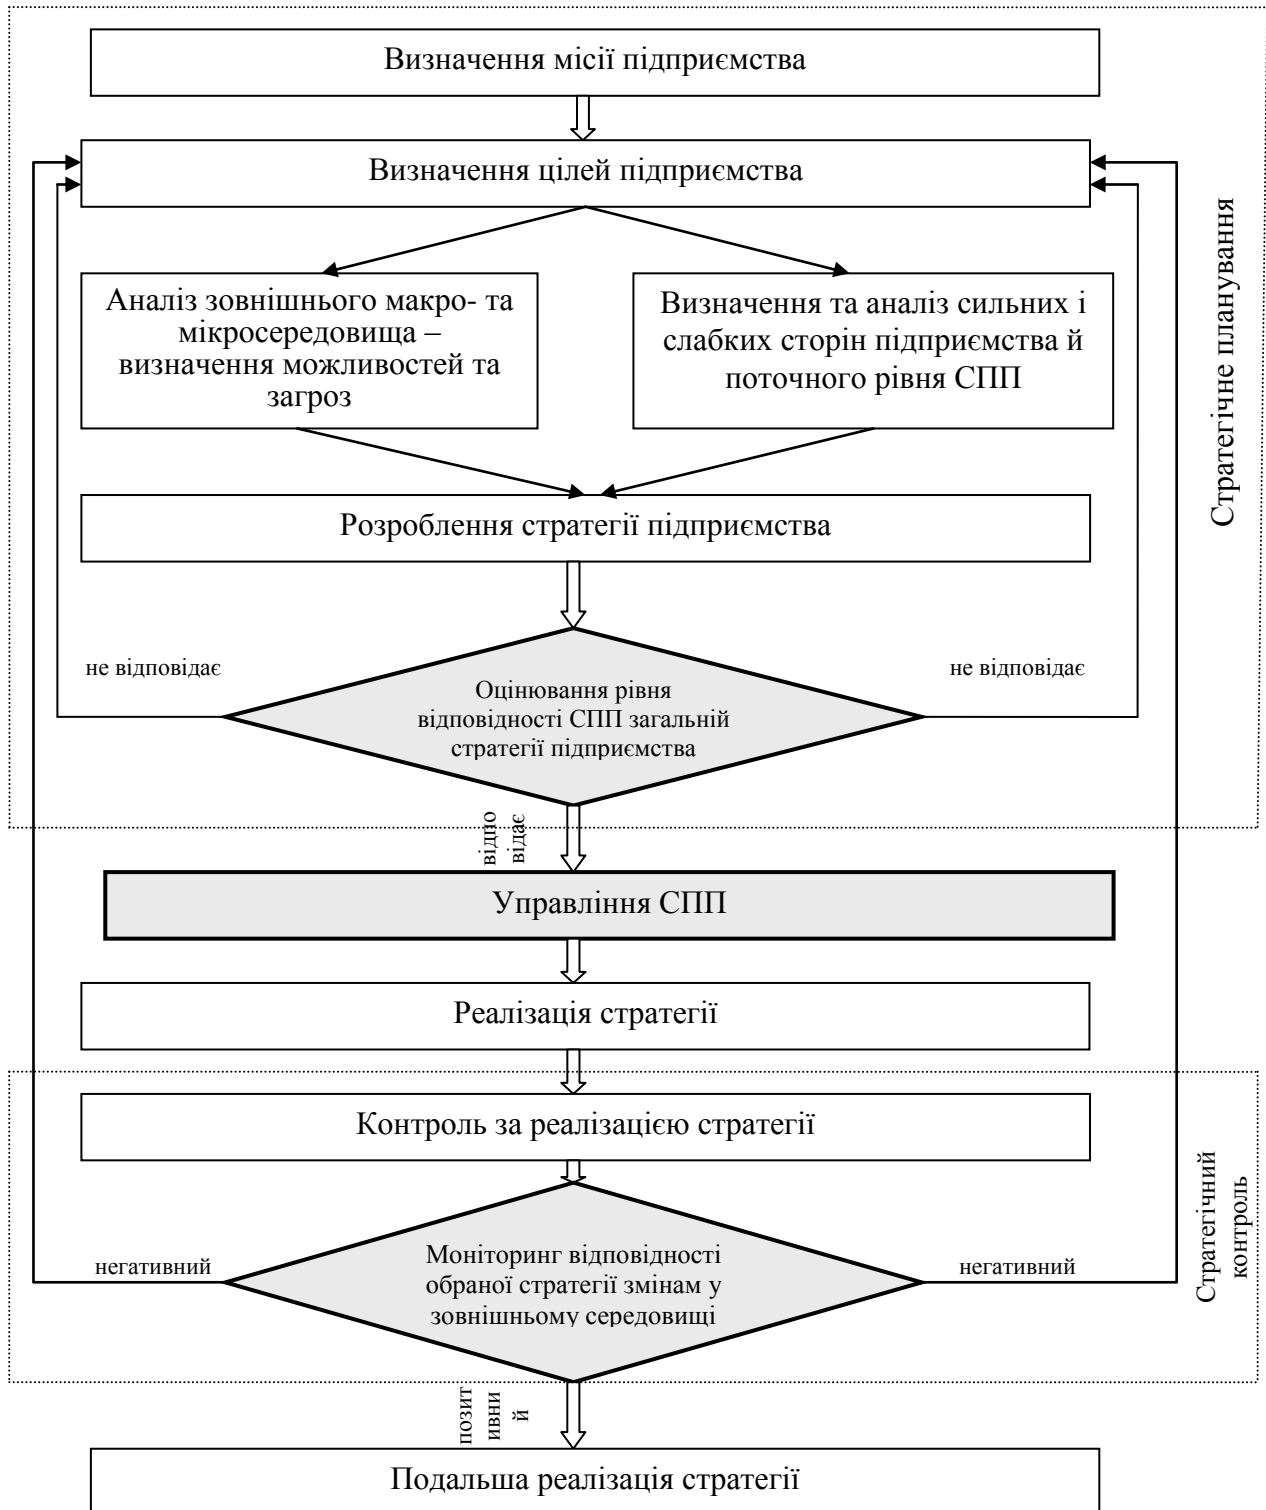 Визначення місії підприємства
Визначення цілей підприємства
Аналіз зовнішнього макро- та
мікросередовища –
визначення можливостей та
загроз
Визначення та аналіз сильних і
слабких сторін підприємства й
поточного рівня СПП
Стратегічне планування
Розроблення стратегії підприємства
не відповідає
Оцінювання рівня
відповідності СПП загальній
стратегії підприємства
не відповідає
відпо
відає
Управління СПП
Реалізація стратегії
Контроль за реалізацією стратегії
Стратегічний
контроль
негативний
Моніторинг відповідності
обраної стратегії змінам у
зовнішньому середовищі
негативний
позит
ивни
й
Подальша реалізація стратегії